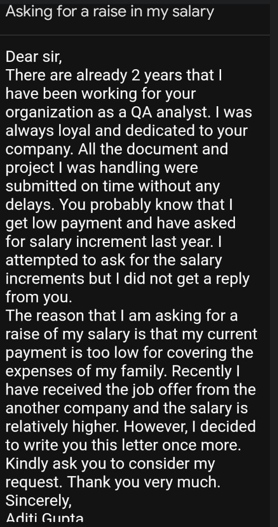 Asking for a raise in my salary
Dear sir,
There are already 2 years that I
have been working for your
organization as a QA analyst. I was
always loyal and dedicated to your
company. All the document and
project I was handling were
submitted on time without any
delays. You probably know that I
get low payment and have asked
for salary increment last year. I
attempted to ask for the salary
increments but I did not get a reply
from you.
The reason that I am asking for a
raise of my salary is that my current
payment is too low for covering the
expenses of my family. Recently I
have received the job offer from the
another company and the salary is
relatively higher. However, I decided
to write you this letter once more.
Kindly ask you to consider my
request. Thank you very much.
Sincerely,
Aditi Gupta